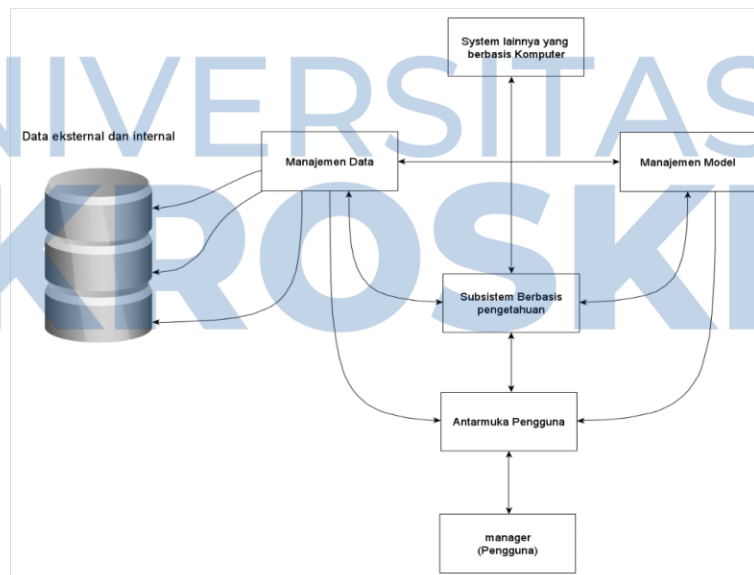 System lainnya yang
berbasis Komputer
NIVERSITAS
Data eksternal dan internal
Manajemen Data
Manajemen Model
KROSKI
Subsistem Berbasis
pengetahuan
Antarmuka Pengguna
manager
(Pengguna)